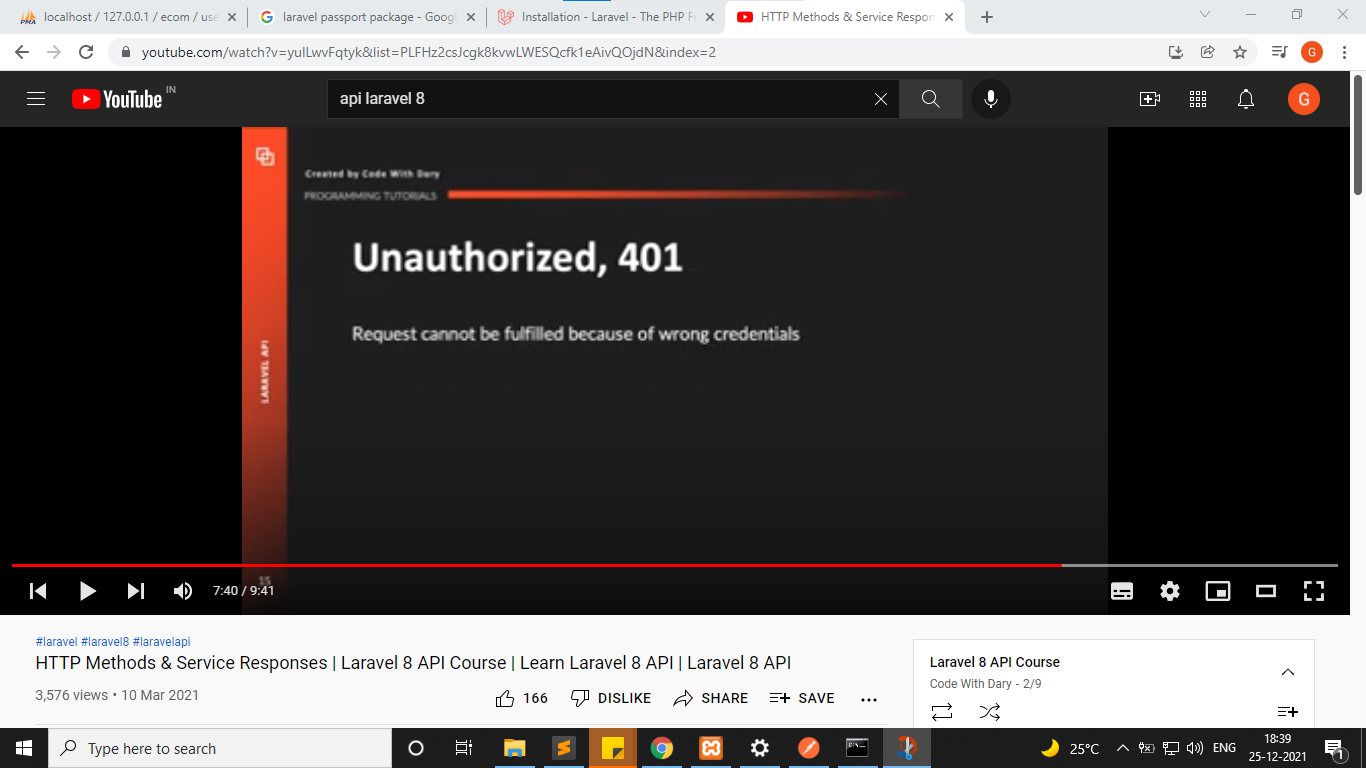 localhost / 127.0.0.1 / ecom / use
laravel passport package - Googl
Installation - Laravel - The PHP F
HTTP Methods & Service Respon
youtube.com/watch?v=yulLwvFqtyk&list=PLFHz2csJcgk8kvwLWESQcfk1eAivQOjdN&index=2
G
YouTube IN
api laravel 8
G
Created by Code With Dary
PROGRAMMING TUTORIALS
Unauthorized, 401
Request cannot be fulfilled because of wrong credentials
LARAVEL API
15
7:40 / 9:41
#laravel #laravel8 #laravelapi
HTTP Methods & Service Responses | Laravel 8 API Course | Learn Laravel 8 API | Laravel 8 API
3,576 views • 10 Mar 2021
166 DISLIKE SHARE SAVE
Laravel 8 API Course
Code With Dary - 2/9
Type here to search
25°C
ENG
18:39
25-12-2021
1